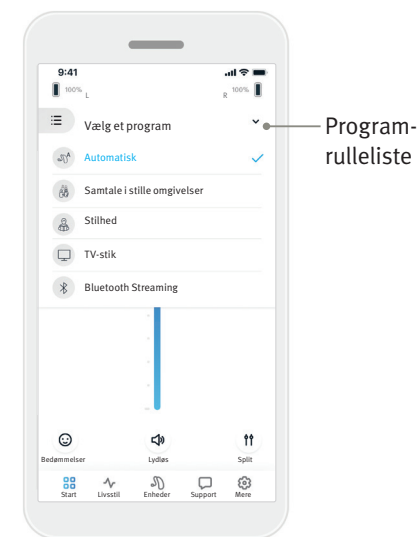 9:41
100% L
R 100%
Vælg et program
Program-
rulleliste
Automatisk
Samtale i stille omgivelser
Stilhed
TV-stik
Bluetooth Streaming
Bedømmelser Lydløs Split
Start Livsstil Enheder Support Mere